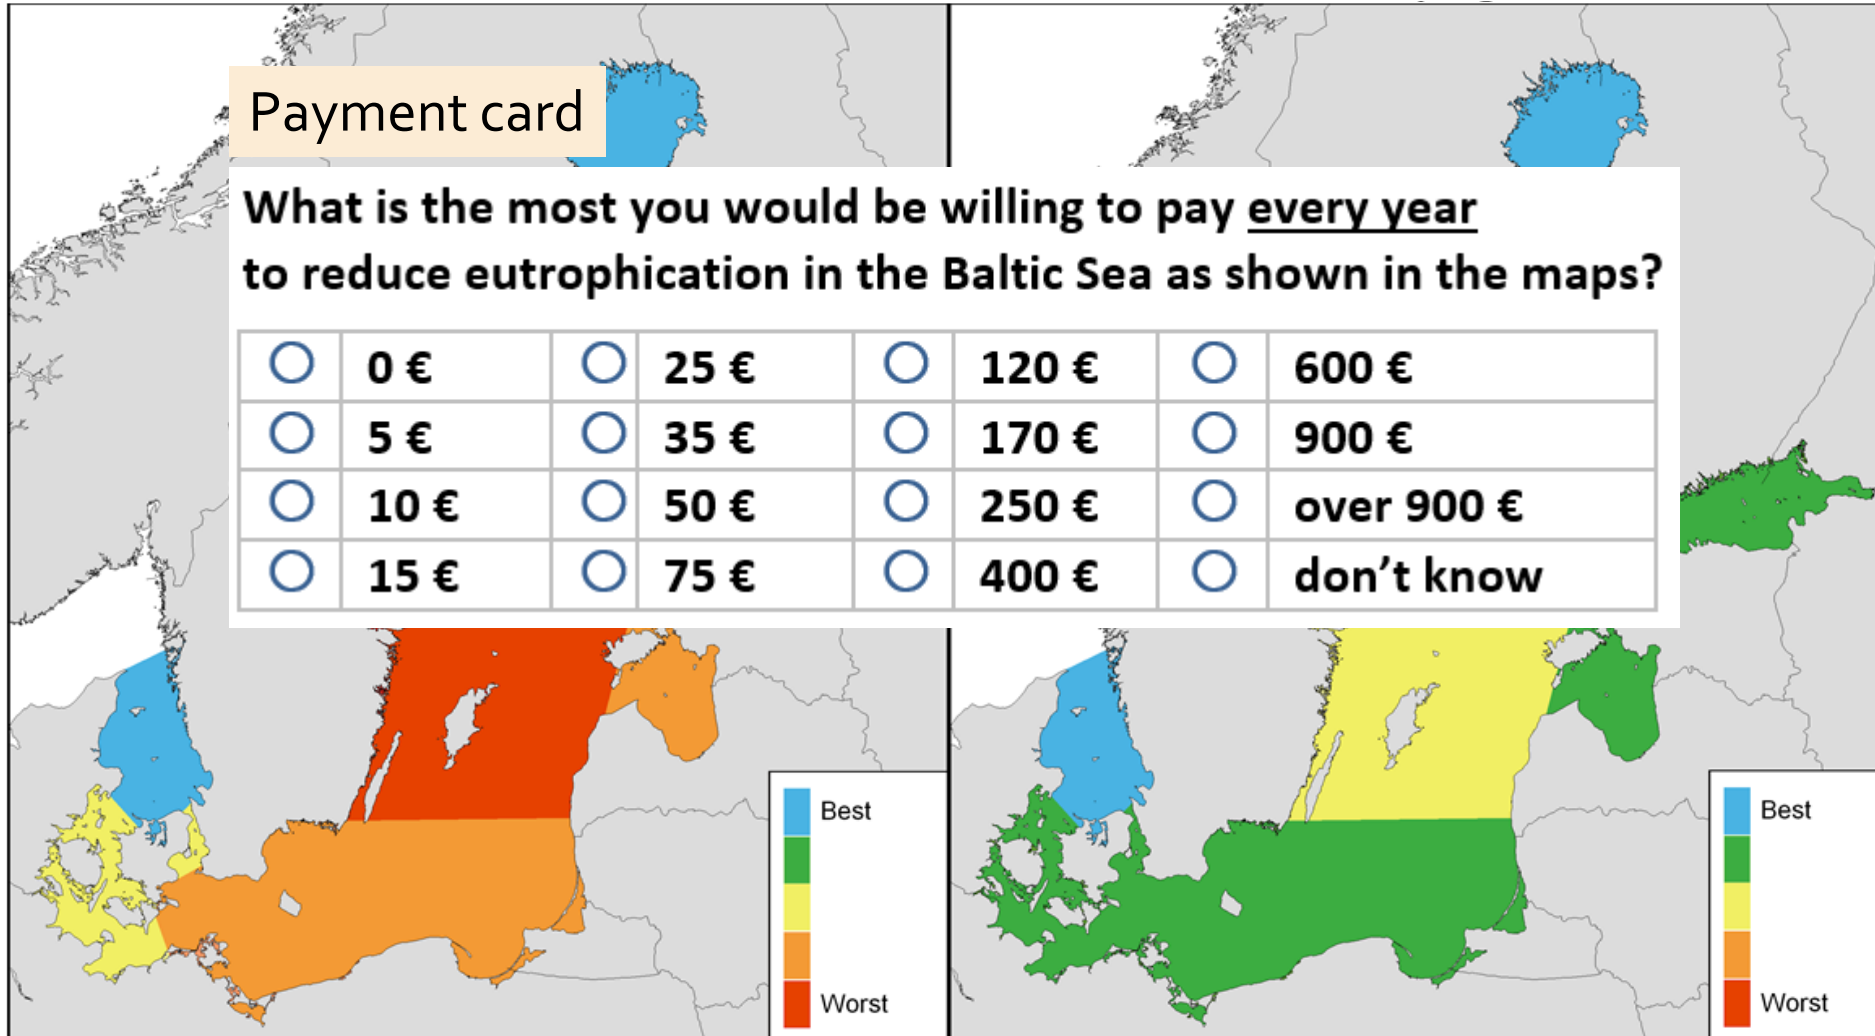 Payment card
What is the most you would be willing to pay every year
to reduce eutrophication in the Baltic Sea as shown in the maps?
0 € 25 € 120 € 600 €
5 € 35 € 170 € 900 €
10 € 50 € 250 € over 900 €
15 € 75 € 400 € don’t know
Best
Worst
Best
Worst